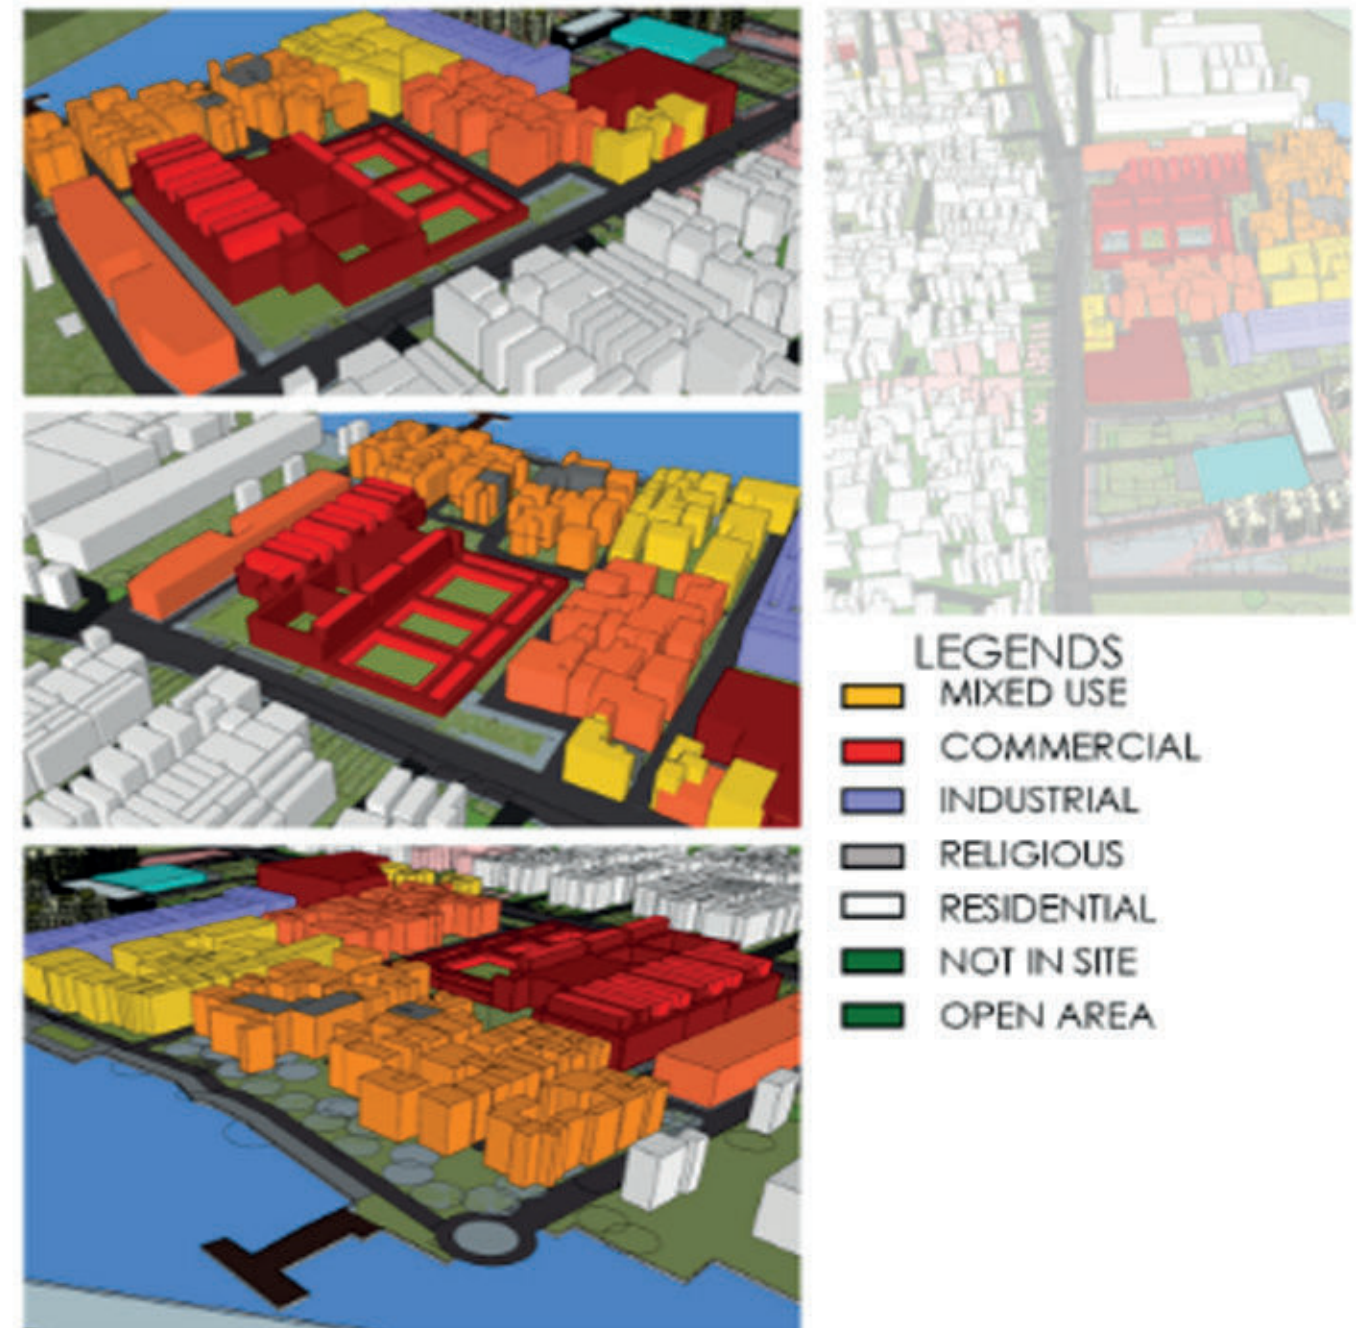 LEGENDS
MIXED USE
COMMERCIAL
INDUSTRIAL
RELIGIOUS
RESIDENTIAL
NOT IN SITE
OPEN AREA